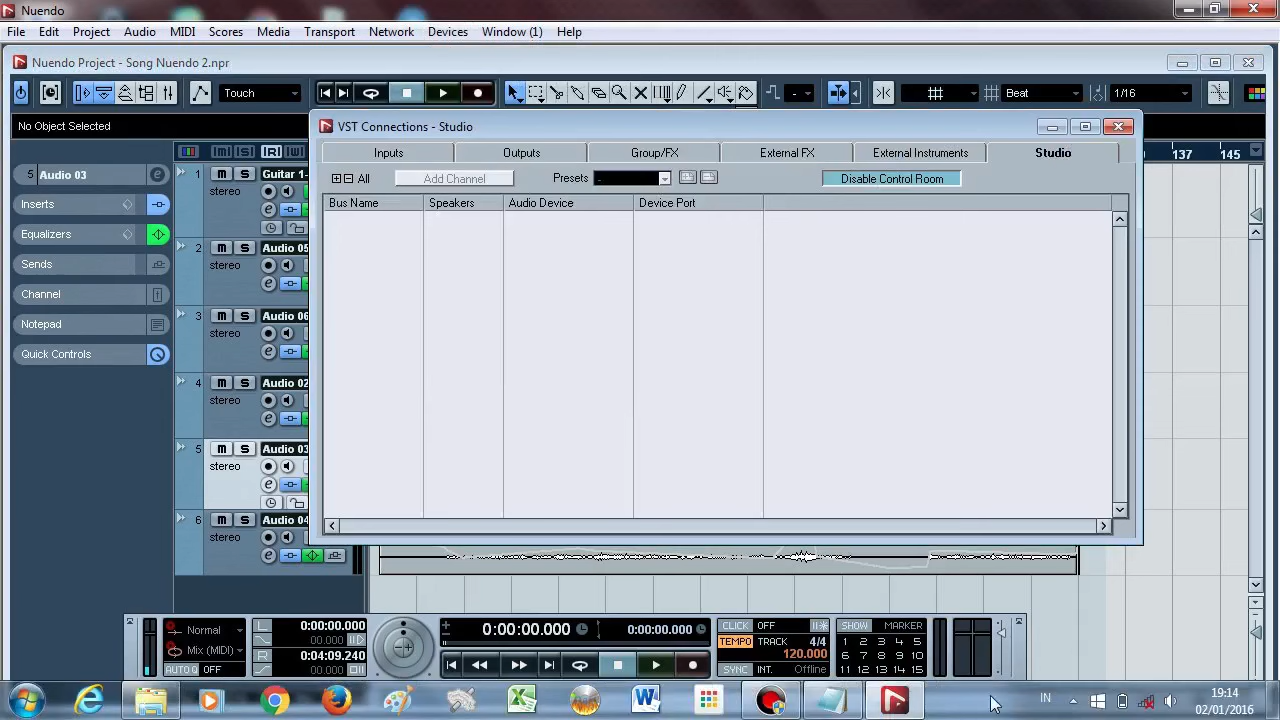 Nuendo
File Edit Project Audio MIDI Scores Media Transport Network Devices Window (1) Help
Nuendo Project - Song Nuendo 2.npr
Touch
Beat
1/16
No Object Selected
VST Connections - Studio
137 145
Inputs Outputs Group/FX External FX External Instruments Studio
All Add Channel Presets - Disable Control Room
Bus Name Speakers Audio Device Device Port
5 Audio 03
Inserts
Equalizers
Sends
Channel
Notepad
Quick Controls
1 m S Guitar 1-
stereo
2 m S Audio 05
stereo
3 m S Audio 06
stereo
4 m S Audio 02
stereo
5 m S Audio 03
stereo
6 m S Audio 04
stereo
Normal
Mix (MIDI)
AUTO Q OFF
L 0:00:00.000
00.000
R 0:04:09.240
00.000
0:00:00.000 0:00:00.000
CLICK OFF
TEMPO TRACK 4/4
120.000
SYNC INT. Offline
SHOW MARKER
1 2 3 4 5
6 7 8 9 10
11 12 13 14 15
IN
19:14
02/01/2016